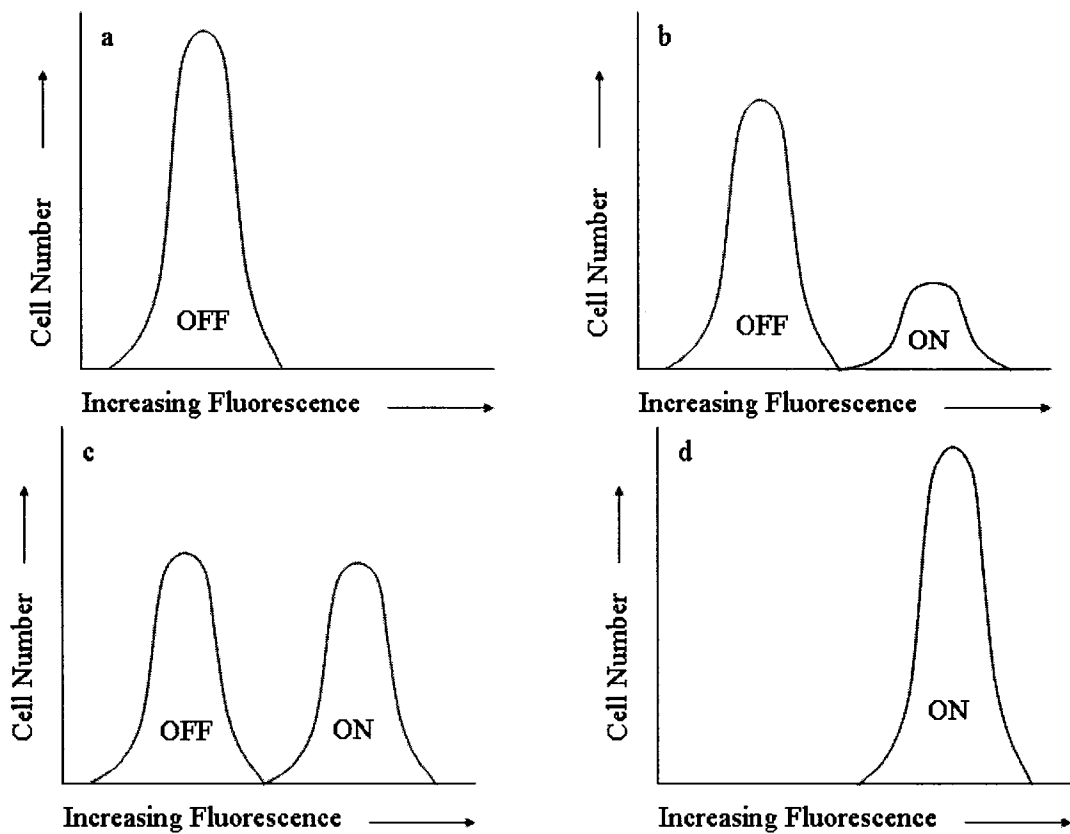 a
Cell Number
OFF
Increasing Fluorescence
b
Cell Number
OFF
ON
Increasing Fluorescence
c
Cell Number
OFF
ON
Increasing Fluorescence
d
Cell Number
ON
Increasing Fluorescence